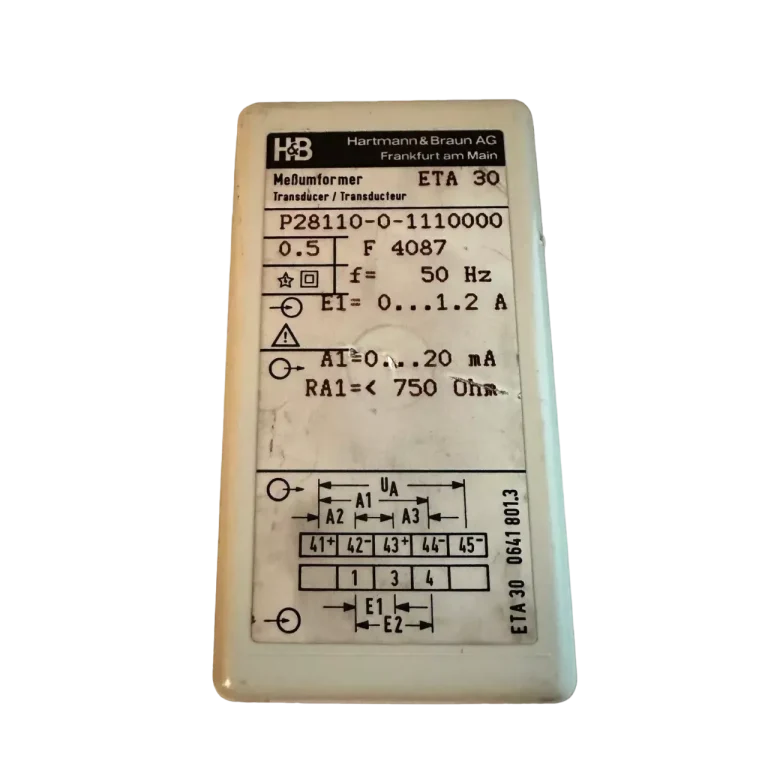 H&B
Hartmann & Braun AG
Frankfurt am Main
Meßumformer ETA 30
Transducer / Transducteur
P28110-0-1110000
0.5 F 4087
f= 50 Hz
E1= 0...1.2 A
A1=0...20 mA
RA1=< 750 Ohm
UA
A1
A2 A3
41+ 42- 43+ 44- 45-
1 3 4
E1
E2
ETA 30 0641 801.3